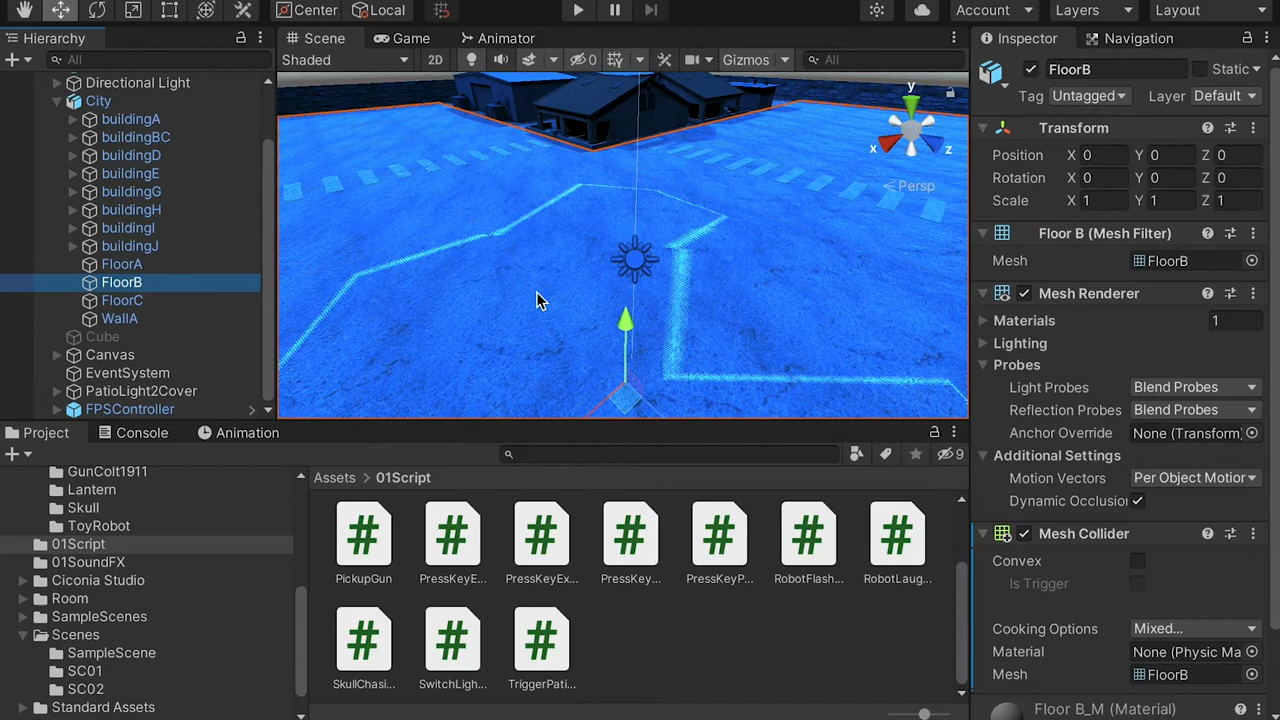 Center Local Account Layers Layout
Hierarchy Scene Game Animator Inspector Navigation
All Shaded 2D 0 Gizmos All FloorB Static
Tag Untagged Layer Default
Directional Light
City
buildingA
buildingBC
buildingD
buildingE
buildingG
buildingH
buildingI
buildingJ
FloorA
FloorB
FloorC
WallA
Cube
Canvas
EventSystem
PatioLight2Cover
FPSController
y
x z
Persp
Transform
Position X 0 Y 0 Z 0
Rotation X 0 Y 0 Z 0
Scale X 1 Y 1 Z 1
Floor B (Mesh Filter)
Mesh FloorB
Mesh Renderer
Materials 1
Lighting
Probes
Light Probes Blend Probes
Reflection Probes Blend Probes
Anchor Override None (Transform)
Additional Settings
Motion Vectors Per Object Motior
Dynamic Occlusio
Mesh Collider
Convex
Is Trigger
Cooking Options Mixed...
Material None (Physic Ma
Mesh FloorB
Floor B_M (Material)
Project Console Animation
9
GunColt1911
Lantern
Skull
ToyRobot
01Script
01SoundFX
Ciconia Studio
Room
SampleScenes
Scenes
SampleScene
SC01
SC02
Standard Assets
Assets > 01Script
PickupGun PressKeyE... PressKeyEx... PressKey... PressKeyP... RobotFlash... RobotLaug...
SkullChasi... SwitchLigh... TriggerPati...